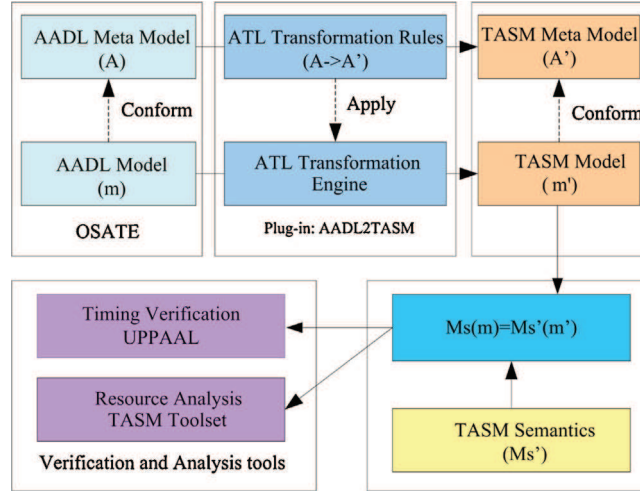 AADL Meta Model
(A)
ATL Transformation Rules
(A->A’)
TASM Meta Model
(A’)
Conform
Apply
Conform
AADL Model
(m)
ATL Transformation
Engine
TASM Model
( m')
OSATE
Plug-in: AADL2TASM
Timing Verification
UPPAAL
Ms(m)=Ms’(m’)
Resource Analysis
TASM Toolset
TASM Semantics
(Ms’)
Verification and Analysis tools